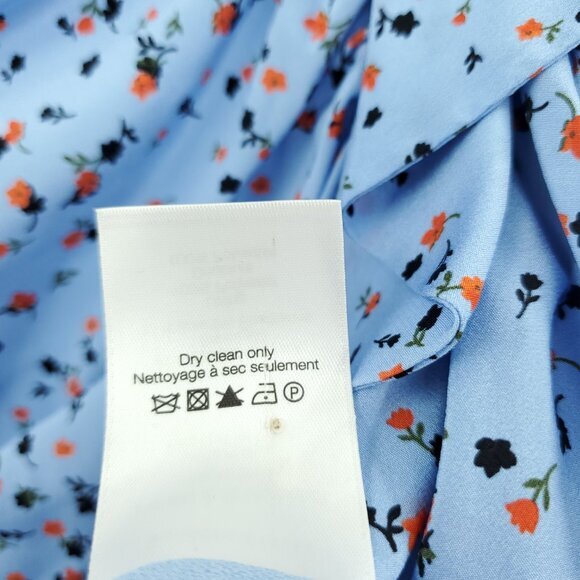 Dry clean only
Nettoyage à sec seulement
P